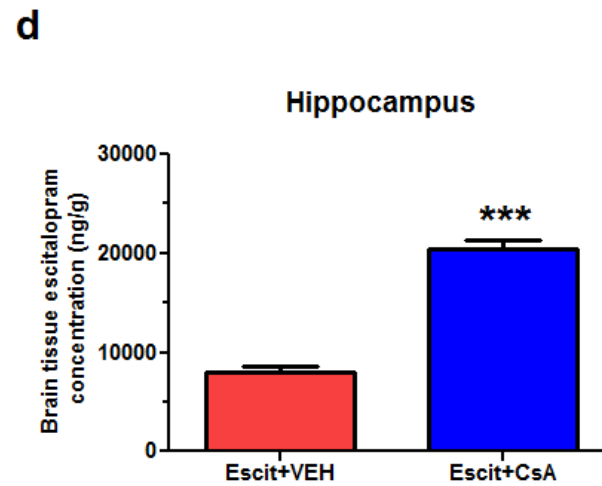 d
Hippocampus
Brain tissue escitalopram
concentration (ng/g)
30000
20000
10000
0
***
Escit+VEH
Escit+CsA